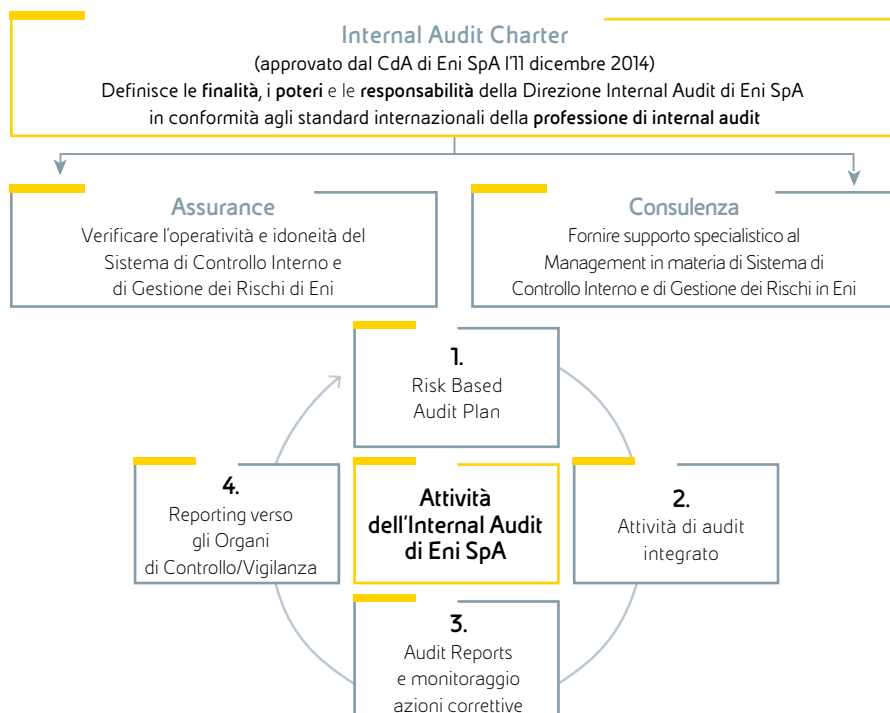 Internal Audit Charter
(approvato dal CdA di Eni SpA l'11 dicembre 2014)
Definisce le finalità, i poteri e le responsabilità della Direzione Internal Audit di Eni SpA
in conformità agli standard internazionali della professione di internal audit
Assurance
Verificare l'operatività e idoneità del
Sistema di Controllo Interno e
di Gestione dei Rischi di Eni
Consulenza
Fornire supporto specialistico al
Management in materia di Sistema di
Controllo Interno e di Gestione dei Rischi in Eni
1.
Risk Based
Audit Plan
2.
Attività di audit
integrato
3.
Audit Reports
e monitoraggio
azioni correttive
4.
Reporting verso
gli Organi
di Controllo/Vigilanza
Attività
dell'Internal Audit
di Eni SpA